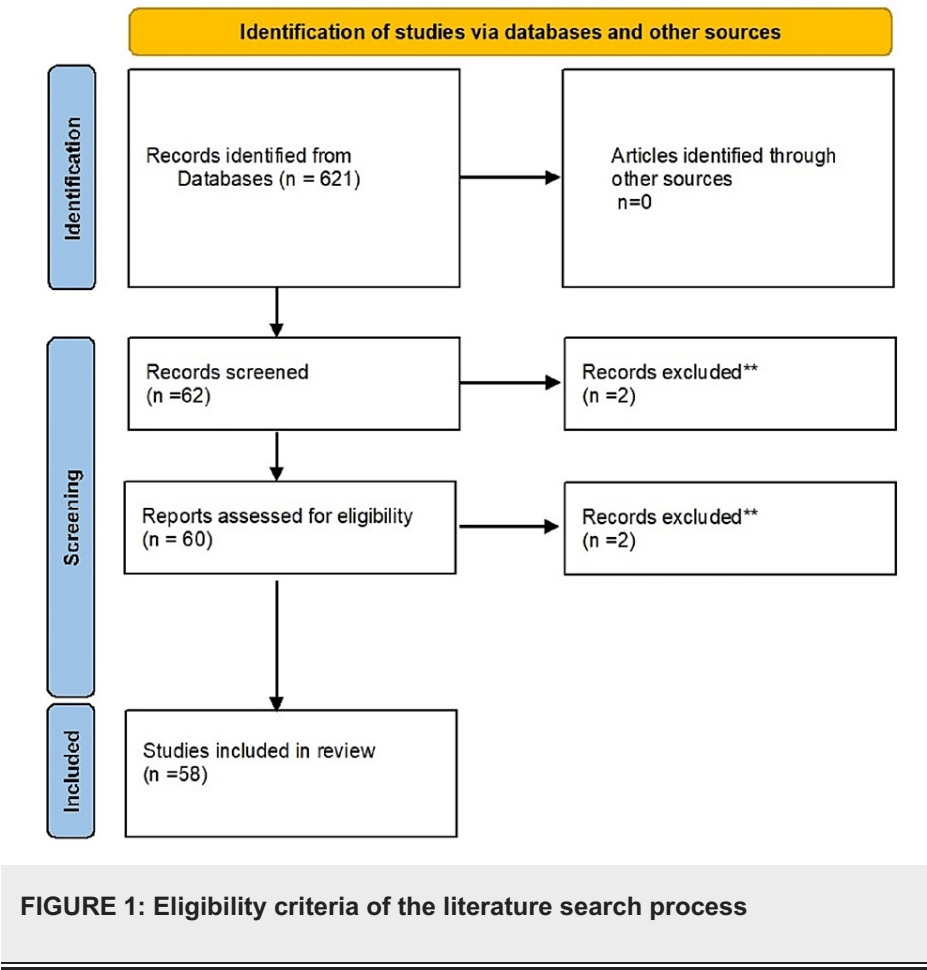 Identification of studies via databases and other sources
Identification
Records identified from
Databases (n = 621)
Articles identified through
other sources
n=0
Screening
Records screened
(n =62)
Records excluded**
(n =2)
Reports assessed for eligibility
(n = 60)
Records excluded**
(n =2)
Included
Studies included in review
(n =58)
FIGURE 1: Eligibility criteria of the literature search process